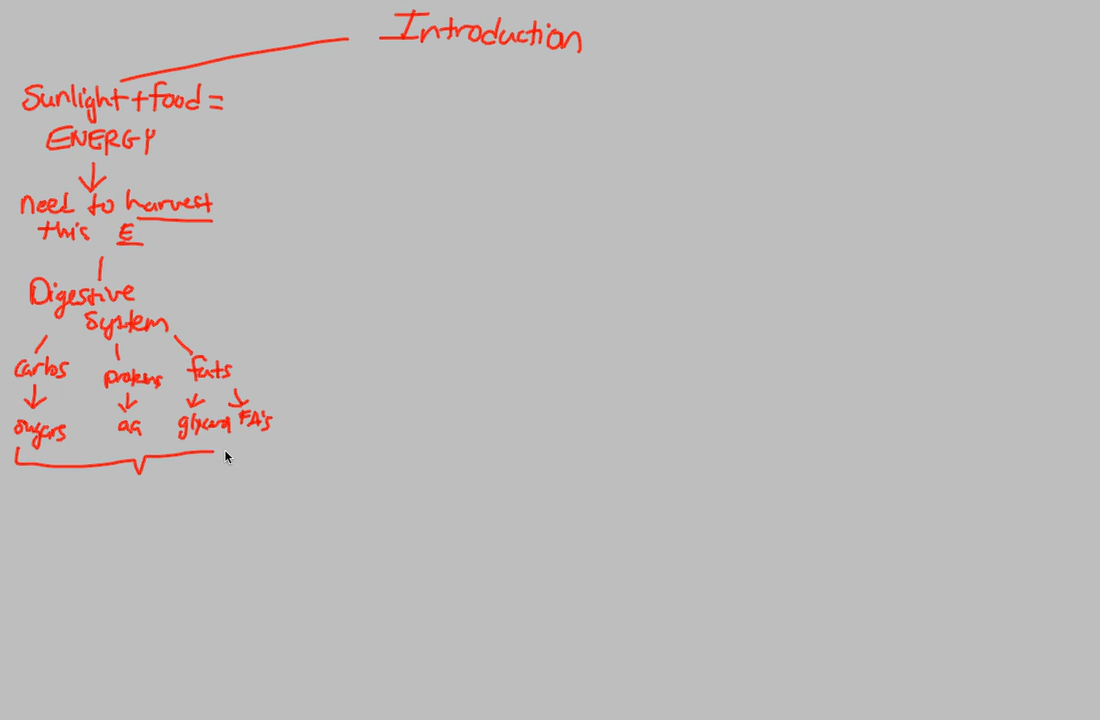 Introduction
Sunlight + food =
ENERGY
need to harvest
this E
Digestive
System
Carbs proteins fats
sugars aa glycerol FA's